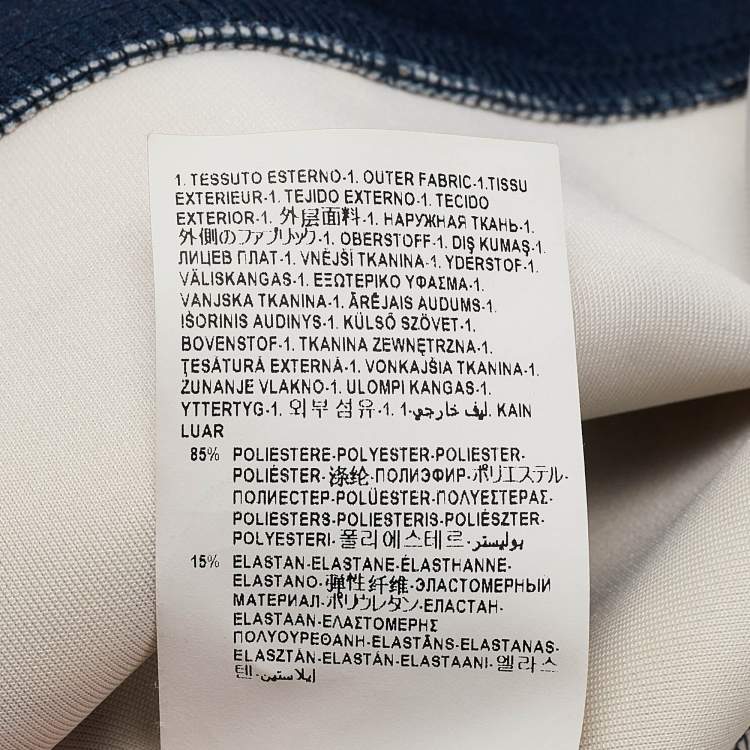 1. TESSUTO ESTERNO-1. OUTER FABRIC-1.TISSU
EXTERIEUR-1. TEJIDO EXTERNO-1. TECIDO
EXTERIOR-1. 外层面料-1. НАРУЖНАЯ ТКАНЬ-1.
外側のファブリック-1. OBERSTOFF-1. DIŞ KUMAŞ-1.
ЛИЦЕВ ПЛАТ-1. VNĚJŠÍ TKANINA-1. YDERSTOF-1.
VÄLISKANGAS-1. ΕΞΩΤΕΡΙΚΟ ΥΦΑΣΜΑ-1.
VANJSKA TKANINA-1. ĀRĒJAIS AUDUMS-1.
IŠORINIS AUDINYS-1. KÜLSŐ SZÖVET-1.
BOVENSTOF-1. TKANINA ZEWNĘTRZNA-1.
ŢESĂTURĂ EXTERNĂ-1. VONKAJŠIA TKANINA-1.
ZUNANJE VLAKNO-1. ULOMPI KANGAS-1.
YTTERTYG-1. 외부 섬유-1. 1-ليف خارجي. KAIN
LUAR
85% POLIESTERE-POLYESTER-POLIESTER-
POLIÉSTER-涤纶-ПОЛИЭФИР-ポリエステル-
ПОЛИЕСТЕР-POLÜESTER-ΠΟΛΥΕΣΤΕΡΑΣ-
POLIESTERS-POLIESTERIS-POLIÉSZTER-
POLYESTERI-폴리에스테르-بوليستر
15% ELASTAN-ELASTANE-ÉLASTHANNE-
ELASTANO-弹性纤维-ЭЛАСТОМЕРНЫЙ
МАТЕРИАЛ-ポリウレタン-ЕЛАСТАН-
ELASTAAN-ΕΛΑΣΤΟΜΕΡΗΣ
ΠΟΛΥΟΥΡΕΘΑΝΗ-ELASTĀNS-ELASTANAS-
ELASZTÁN-ELASTÁN-ELASTAANI-엘라스
텐-إيلاستين